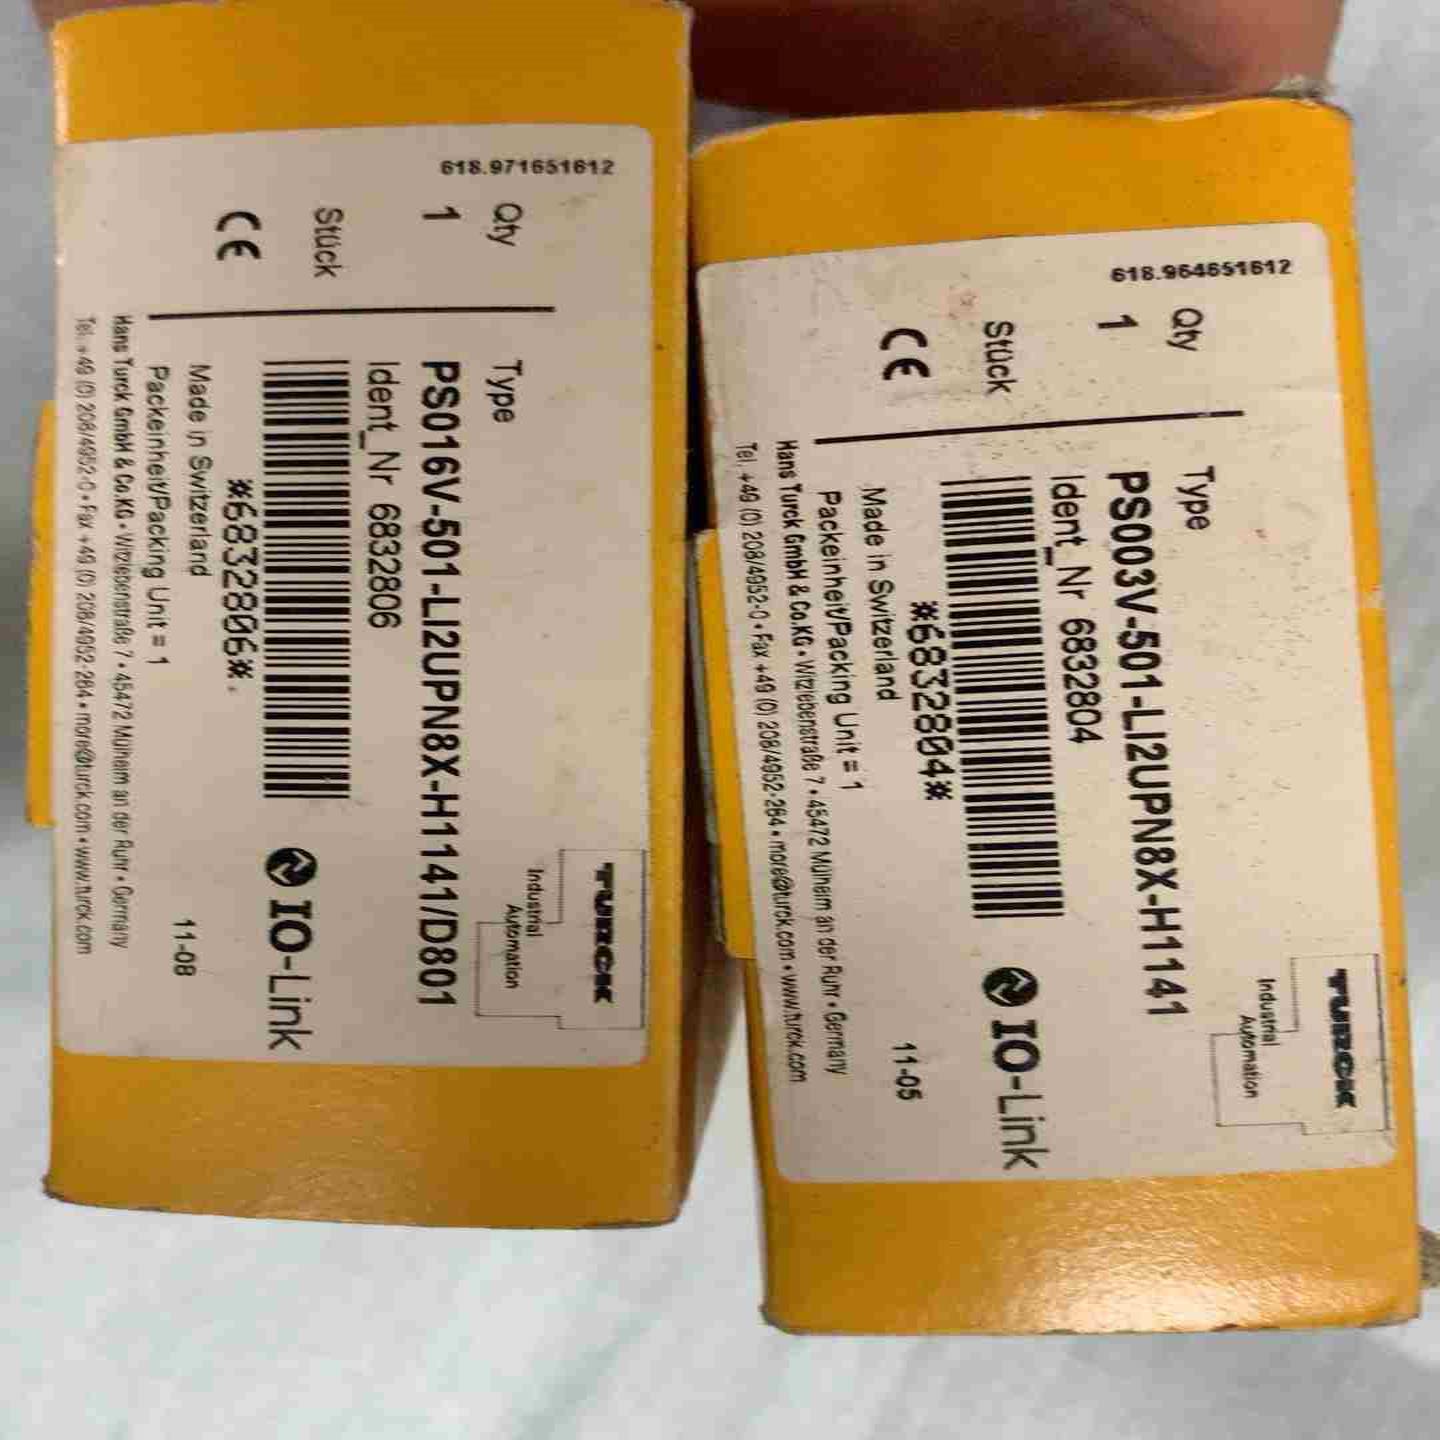 618.971651612
Qty
1
Stück
CE
Type
PS016V-501-LI2UPN8X-H1141/D801
Ident_Nr 6832806
*6832806*
Made in Switzerland
11-08
Packeinheit/Packing Unit = 1
Hans Turck GmbH & Co.KG • Witzlebenstraße 7 • 45472 Mülheim an der Ruhr • Germany
Tel. +49 (0) 208/4952-0 • Fax +49 (0) 208/4952-264 • more@turck.com • www.turck.com
IO-Link
TURCK
Industrial
Automation
618.964651612
Qty
1
Stück
CE
Type
PS003V-501-LI2UPN8X-H1141
Ident_Nr 6832804
*6832804*
Made in Switzerland
11-05
Packeinheit/Packing Unit = 1
Hans Turck GmbH & Co.KG • Witzlebenstraße 7 • 45472 Mülheim an der Ruhr • Germany
Tel. +49 (0) 208/4952-0 • Fax +49 (0) 208/4952-264 • more@turck.com • www.turck.com
IO-Link
TURCK
Industrial
Automation